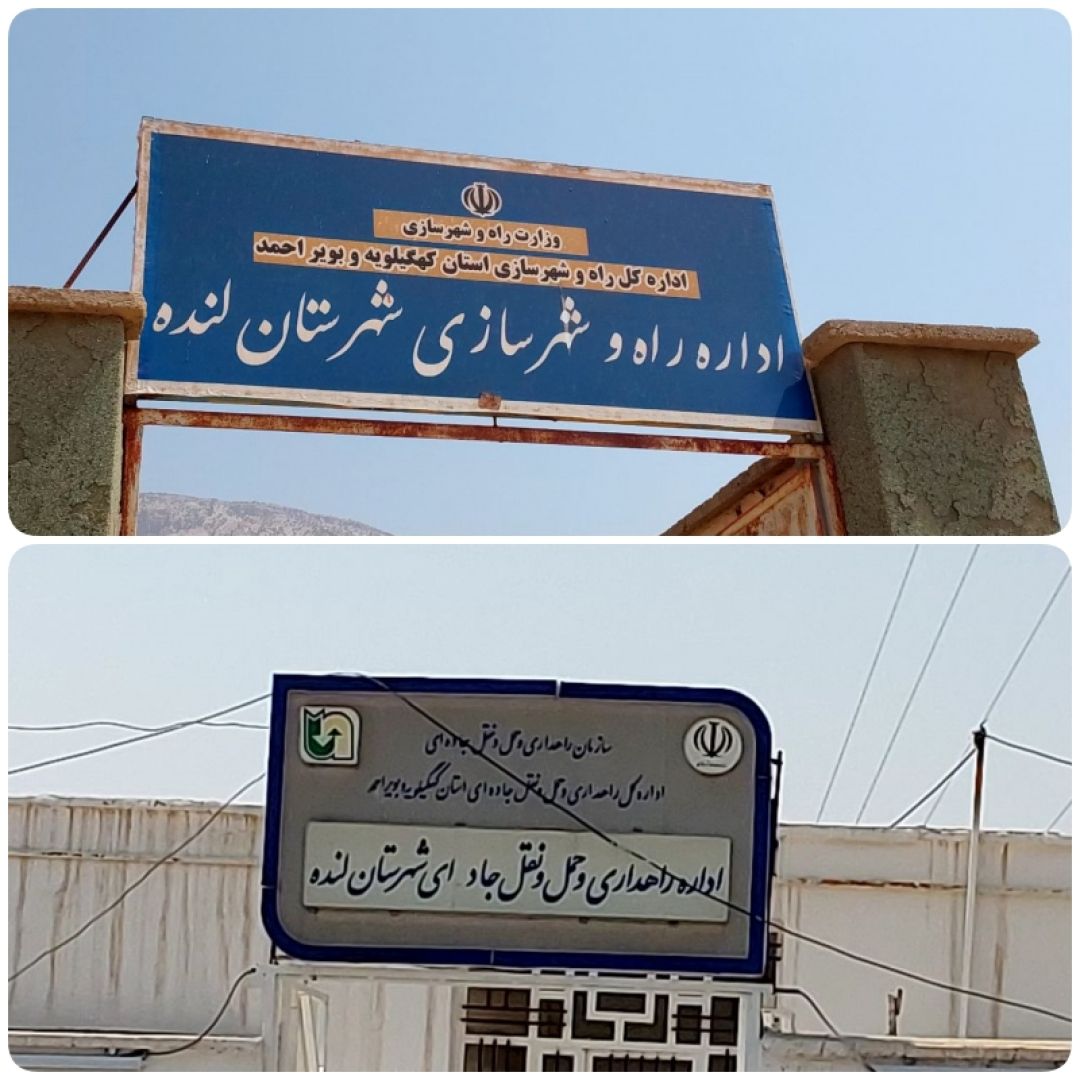 وزارت راه و شهرسازی
اداره کل راه و شهرسازی استان کهگیلویه و بویر احمد
اداره راه و شهرسازی شهرستان لنده
سازمان راهداری و حمل و نقل جاده ای
اداره کل راهداری و حمل و نقل جاده ای استان کهگیلویه و بویراحمد
اداره راهداری و حمل و نقل جاد ای شهرستان لنده